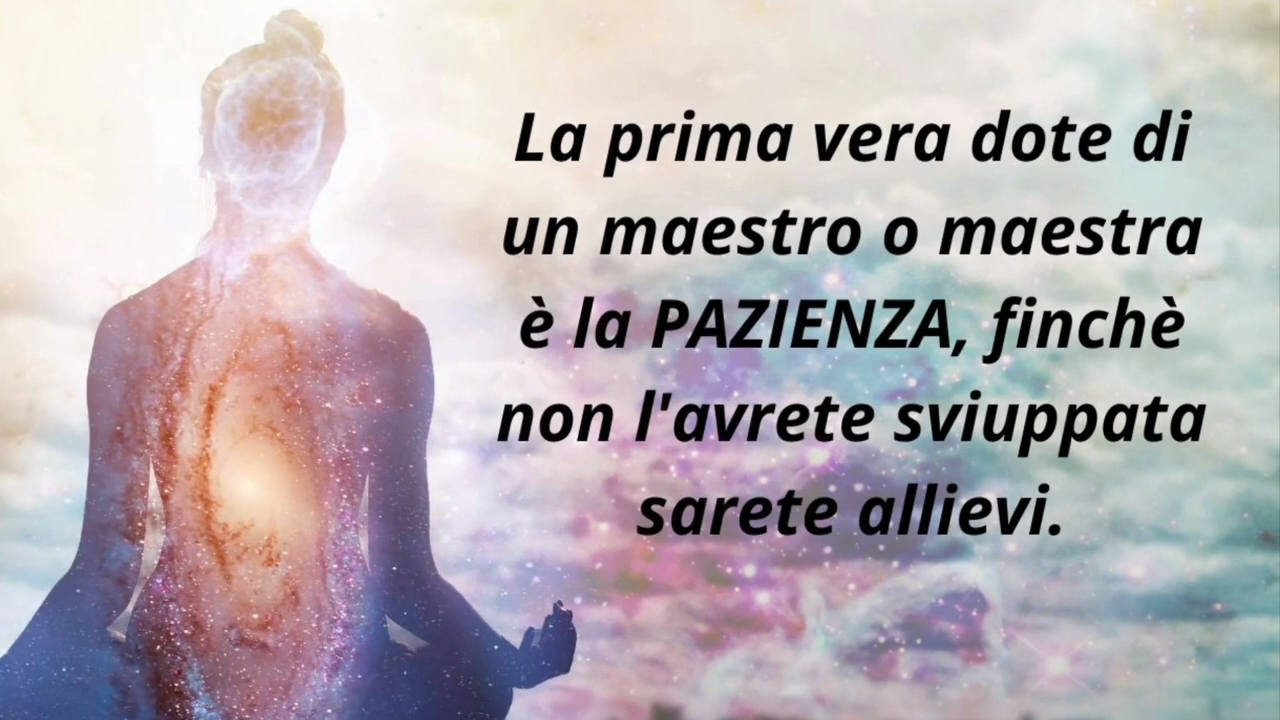 La prima vera dote di
un maestro o maestra
è la PAZIENZA, finchè
non l'avrete sviuppata
sarete allievi.